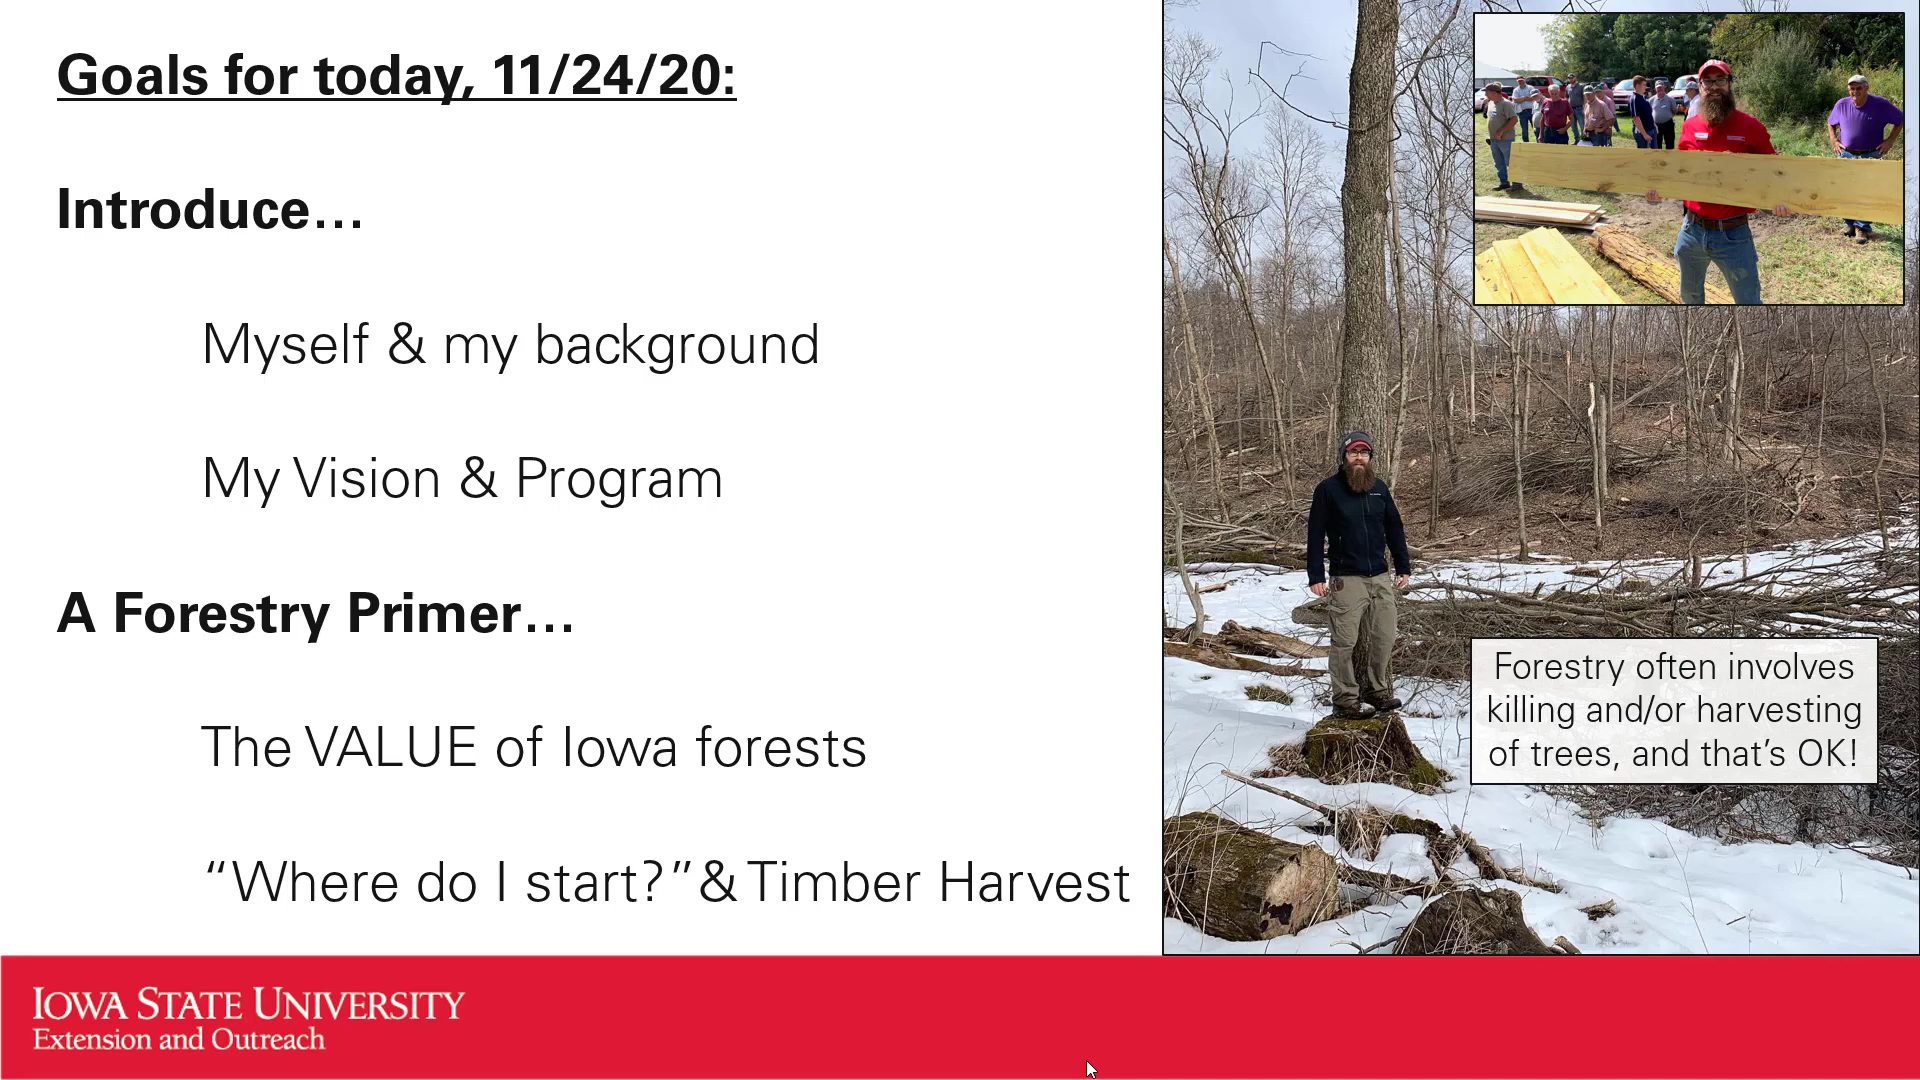 Goals for today, 11/24/20:
Introduce…
Myself & my background
My Vision & Program
A Forestry Primer…
The VALUE of Iowa forests
“Where do I start?” & Timber Harvest
Forestry often involves
killing and/or harvesting
of trees, and that’s OK!
IOWA STATE UNIVERSITY
Extension and Outreach